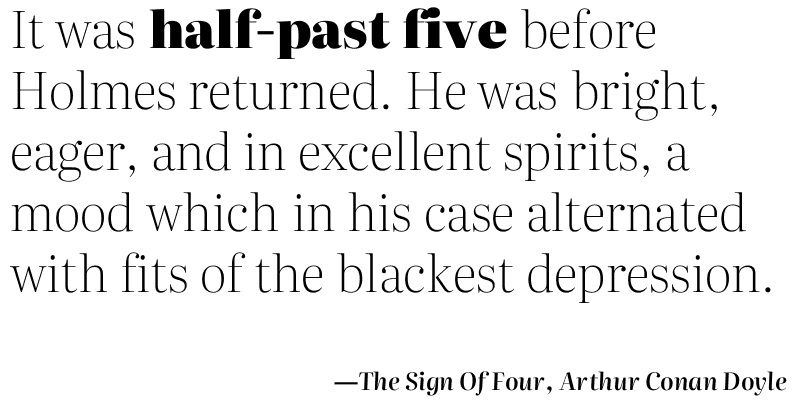 It was half-past five before
Holmes returned. He was bright,
eager, and in excellent spirits, a
mood which in his case alternated
with fits of the blackest depression.
—The Sign Of Four, Arthur Conan Doyle